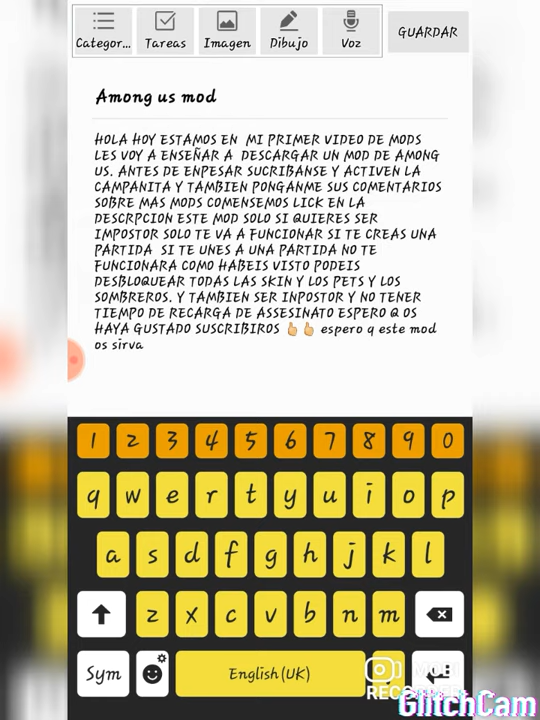 Categor...
Tareas
Imagen
Dibujo
Voz
GUARDAR
Among us mod
HOLA HOY ESTAMOS EN MI PRIMER VIDEO DE MODS
LES VOY A ENSEÑAR A DESCARGAR UN MOD DE AMONG
US. ANTES DE ENPESAR SUCRIBANSE Y ACTIVEN LA
CAMPANITA Y TAMBIEN PONGANME SUS COMENTARIOS
SOBRE MAS MODS COMENSEMOS LICK EN LA
DESCRPCION ESTE MOD SOLO SI QUIERES SER
IMPOSTOR SOLO TE VA A FUNCIONAR SI TE CREAS UNA
PARTIDA SI TE UNES A UNA PARTIDA NO TE
FUNCIONARA COMO HABEIS VISTO PODEIS
DESBLOQUEAR TODAS LAS SKIN Y LOS PETS Y LOS
SOMBREROS. Y TAMBIEN SER INPOSTOR Y NO TENER
TIEMPO DE RECARGA DE ASSESINATO ESPERO Q OS
HAYA GUSTADO SUSCRIBIROS 👆🏼👆🏼 espero q este mod
os sirva
1 2 3 4 5 6 7 8 9 0
q w e r t y u i o p
a s d f g h j k l
z x c v b n m
Sym
English (UK)
GlitchCam